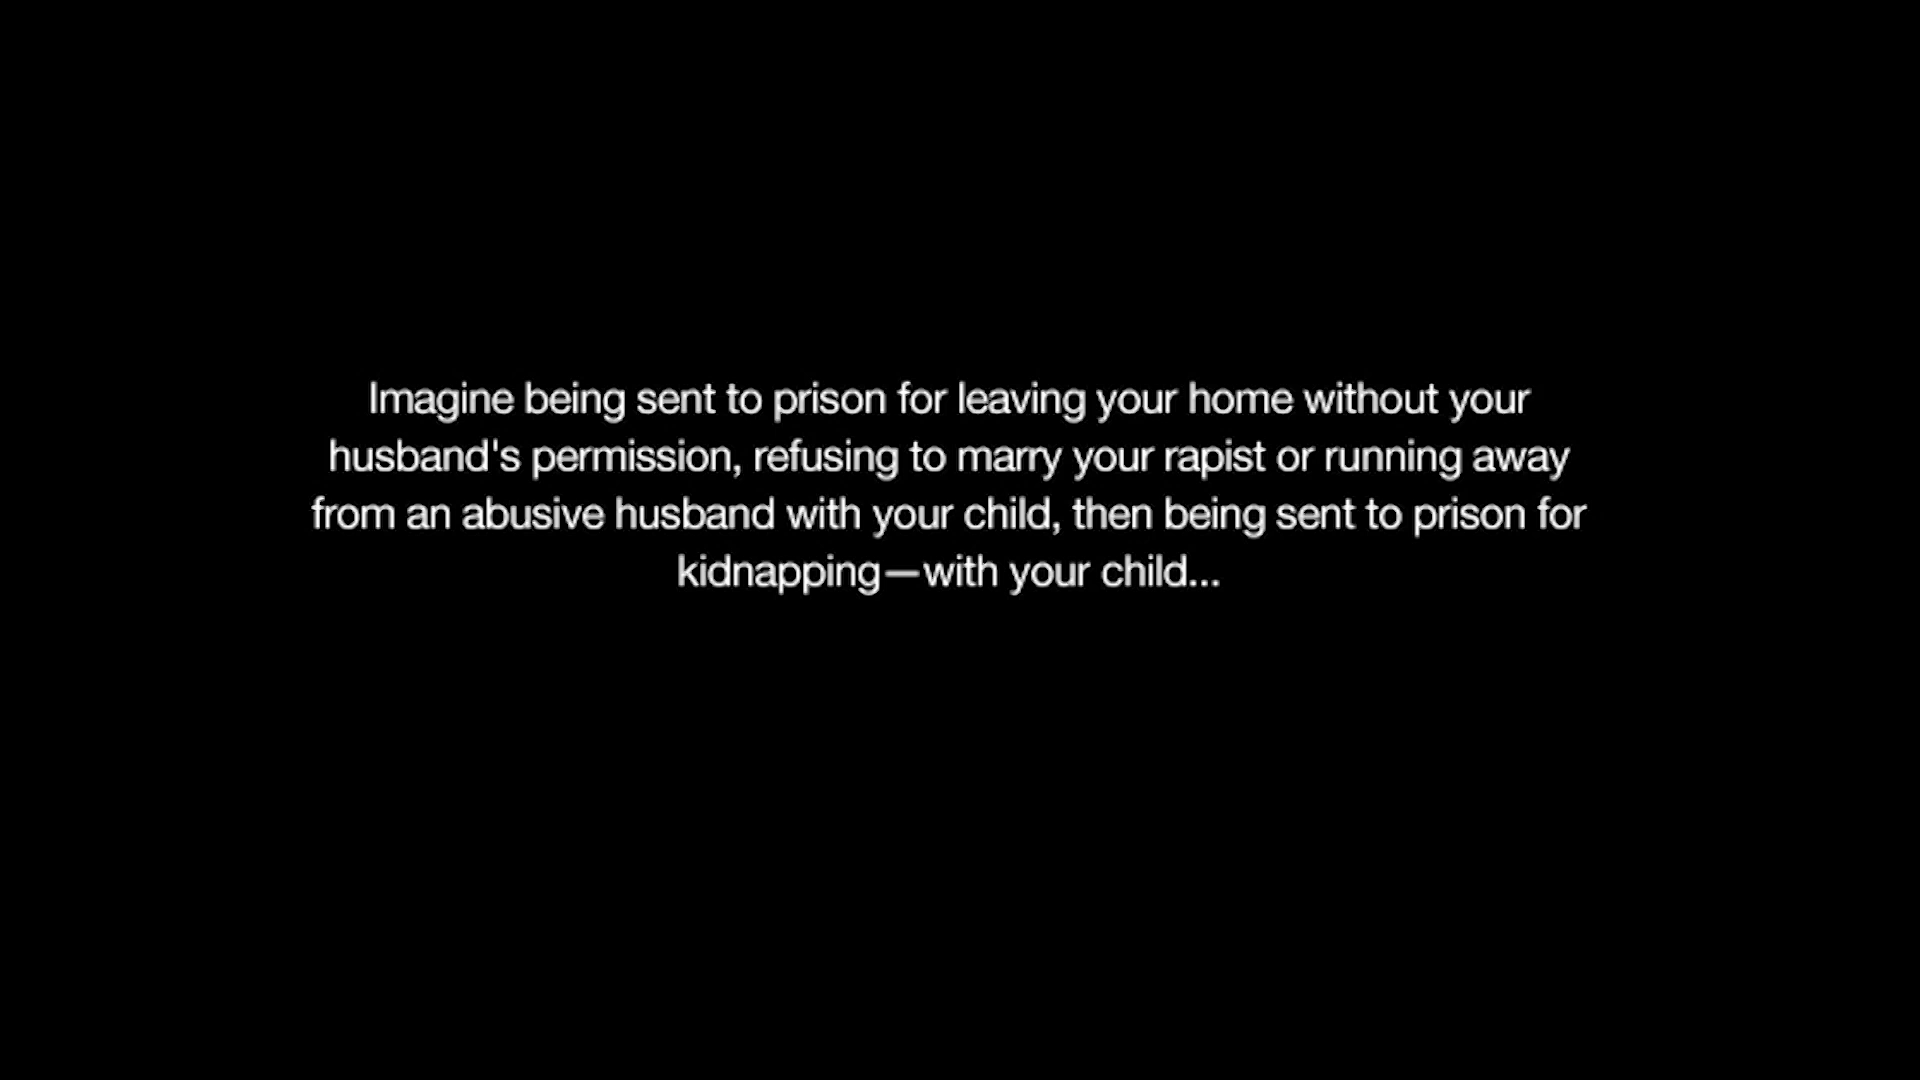 Imagine being sent to prison for leaving your home without your
husband's permission, refusing to marry your rapist or running away
from an abusive husband with your child, then being sent to prison for
kidnapping—with your child...